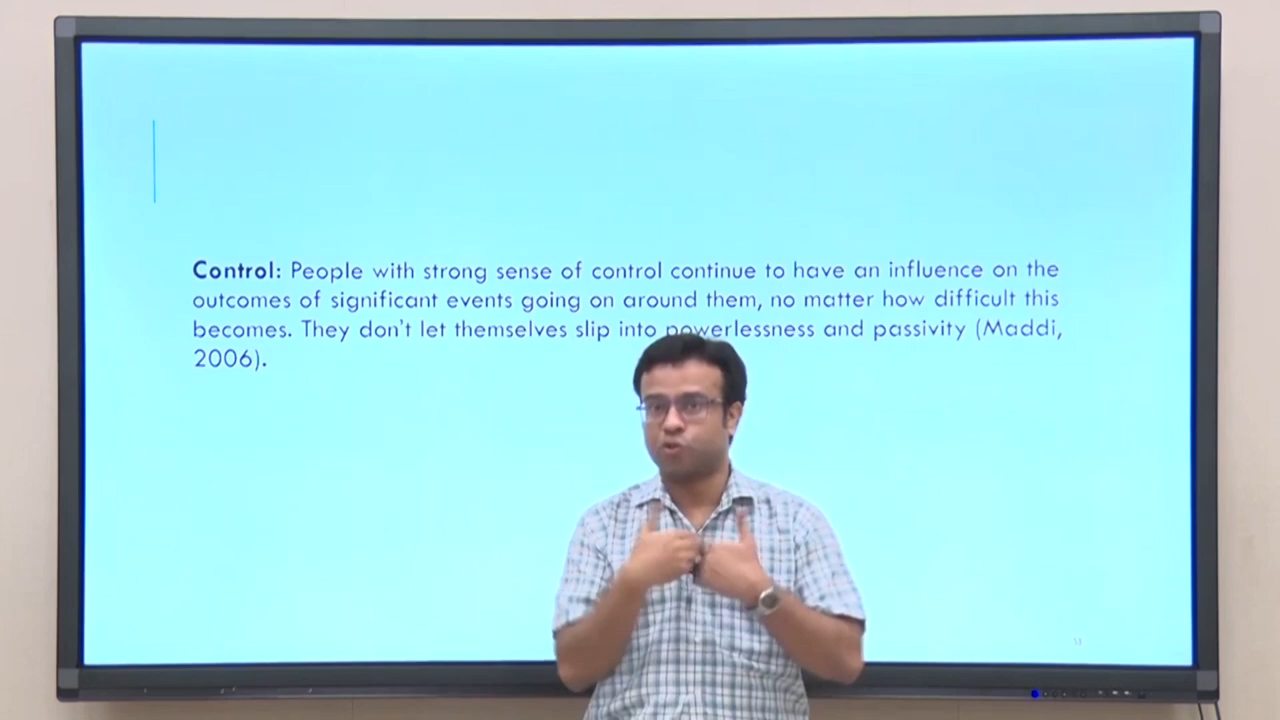 Control: People with strong sense of control continue to have an influence on the
outcomes of significant events going on around them, no matter how difficult this
becomes. They don't let themselves slip into powerlessness and passivity (Maddi,
2006).